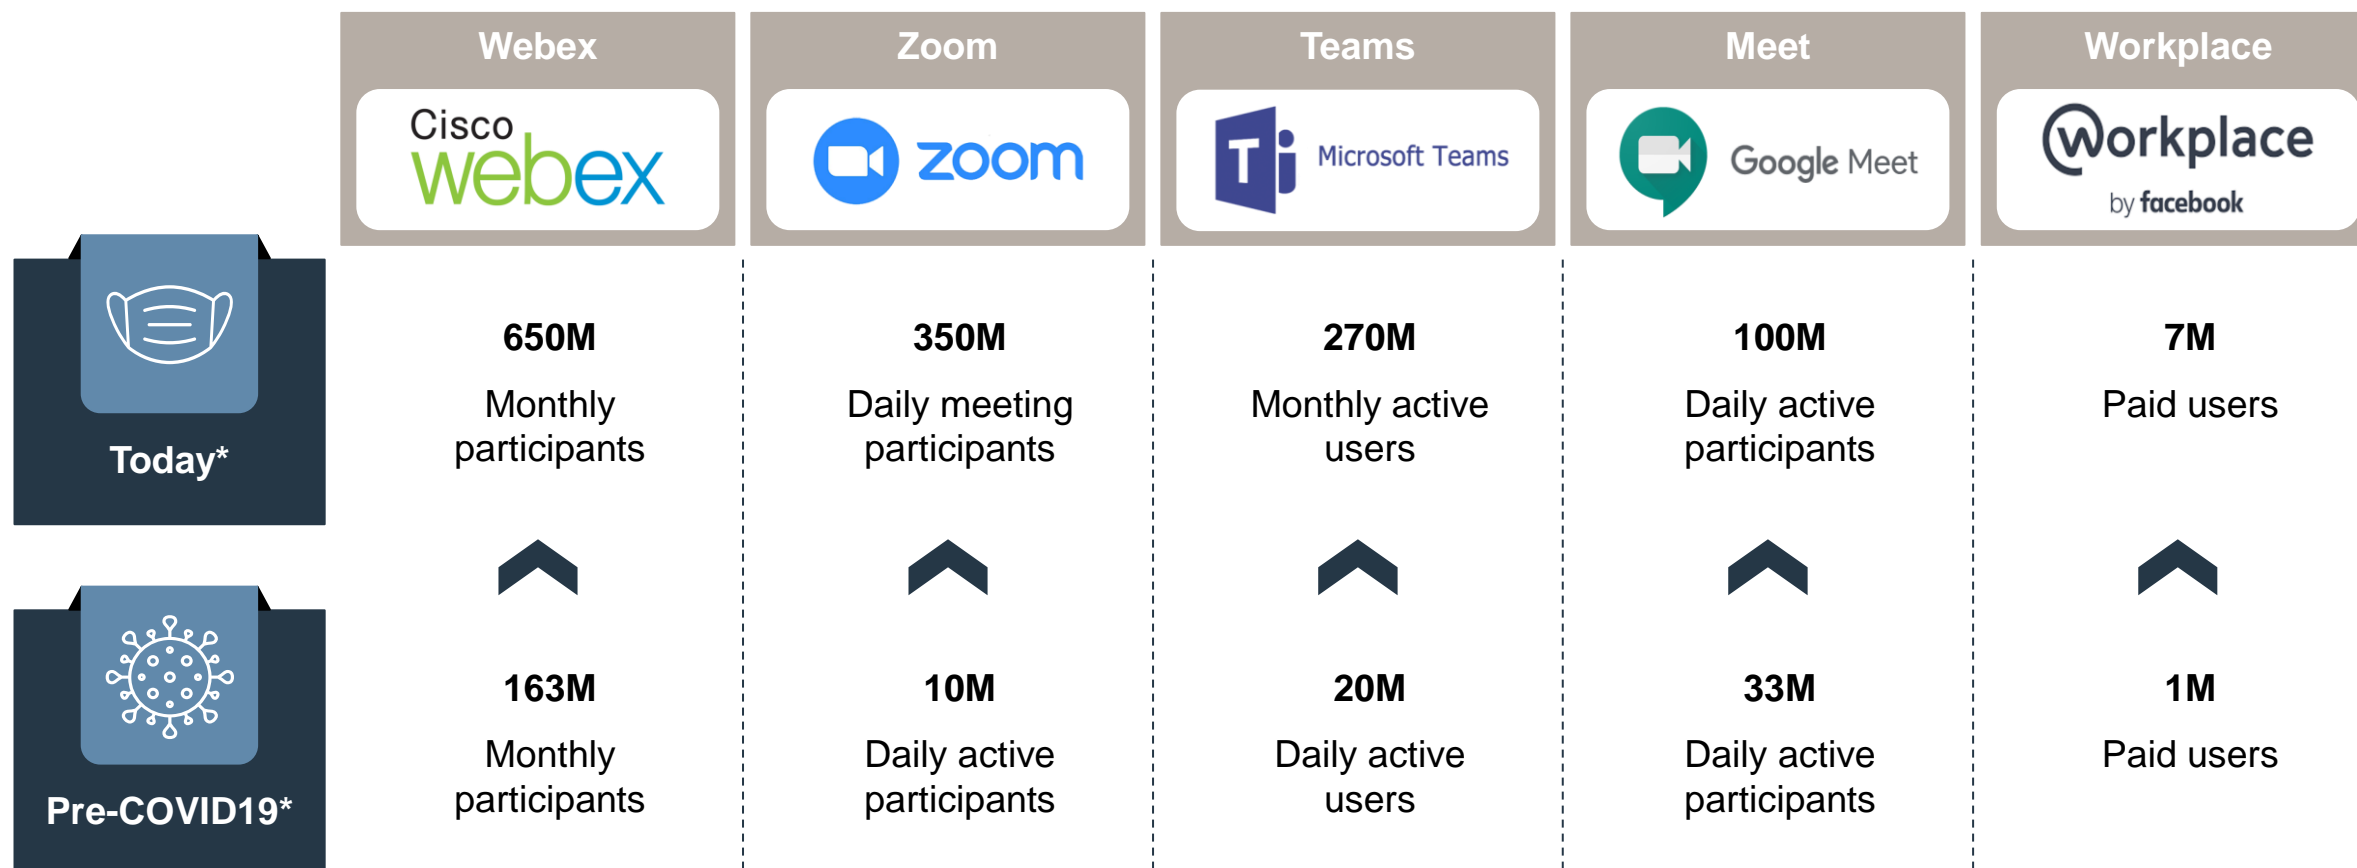 Webex
Zoom
Teams
Meet
Workplace
Cisco
webex
zoom
T
Microsoft Teams
Google Meet
Workplace
by facebook
Today*
650M
Monthly
participants
350M
Daily meeting
participants
270M
Monthly active
users
100M
Daily active
participants
7M
Paid users
Pre-COVID19*
163M
Monthly
participants
10M
Daily active
participants
20M
Daily active
users
33M
Daily active
participants
1M
Paid users